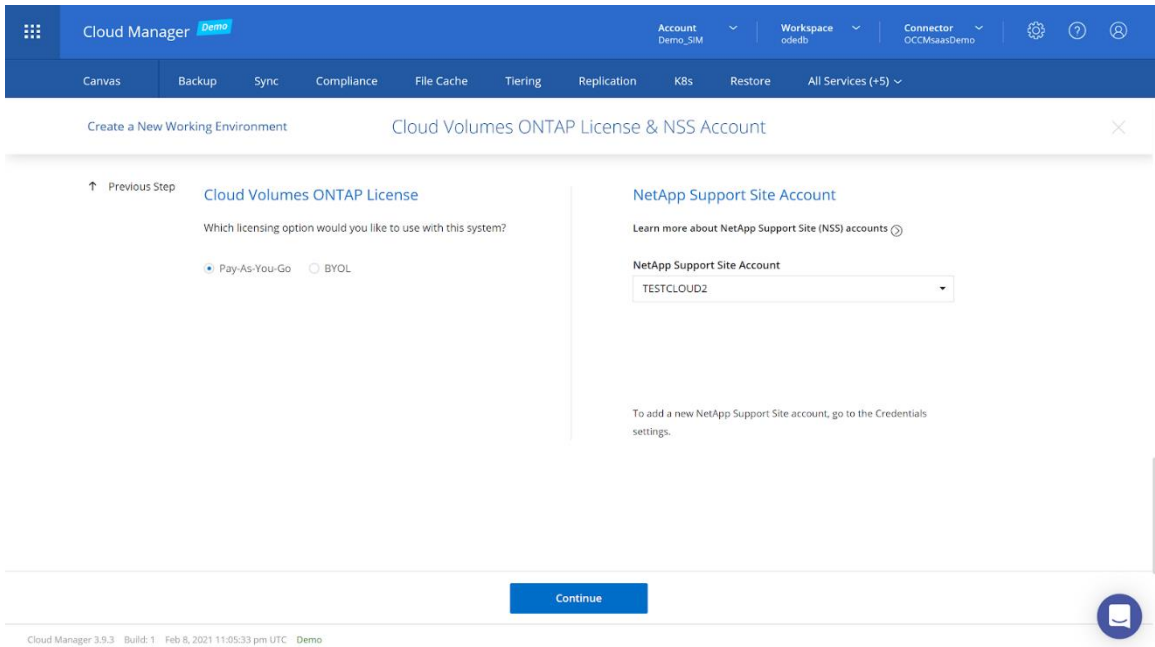 Cloud Manager Demo
Account
Demo_SIM
Workspace
odedb
Connector
OCCMsaasDemo
Canvas Backup Sync Compliance File Cache Tiering Replication K8s Restore All Services (+5)
Create a New Working Environment
Cloud Volumes ONTAP License & NSS Account
Previous Step
Cloud Volumes ONTAP License
Which licensing option would you like to use with this system?
Pay-As-You-Go BYOL
NetApp Support Site Account
Learn more about NetApp Support Site (NSS) accounts
NetApp Support Site Account
TESTCLOUD2
To add a new NetApp Support Site account, go to the Credentials
settings.
Continue
Cloud Manager 3.9.3 Build: 1 Feb 8, 2021 11:05:33 pm UTC Demo